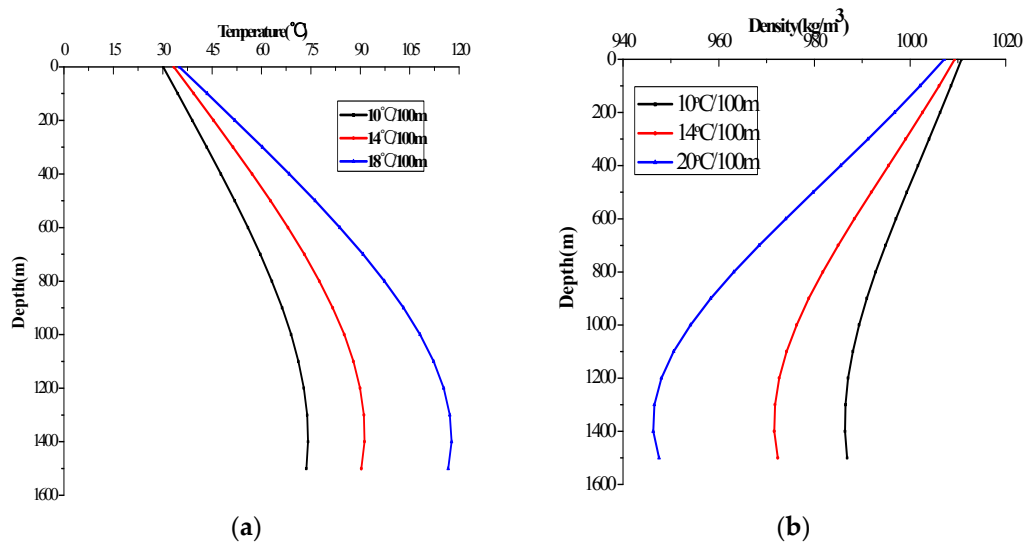 Temperature(℃)
0 30 45 60 75 90 105 120
0
200
400
600
800
1000
1200
1400
1600
Depth(m)
10℃/100m
14℃/100m
18℃/100m
(a)
Density(kg/m³)
940 960 980 1000 1020
0
200
400
600
800
1000
1200
1400
1600
Depth(m)
10℃/100m
14℃/100m
20℃/100m
(b)